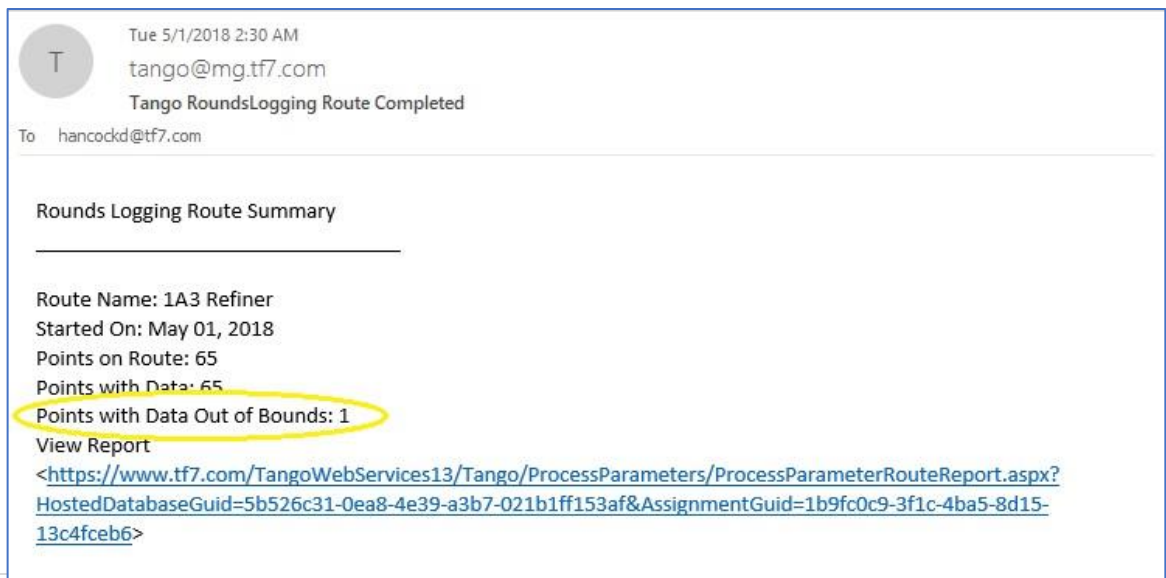 T
Tue 5/1/2018 2:30 AM
tango@mg.tf7.com
Tango RoundsLogging Route Completed
To hancockd@tf7.com
Rounds Logging Route Summary
Route Name: 1A3 Refiner
Started On: May 01, 2018
Points on Route: 65
Points with Data: 65
Points with Data Out of Bounds: 1
View Report
<https://www.tf7.com/TangoWebServices13/Tango/ProcessParameters/ProcessParameterRouteReport.aspx?
HostedDatabaseGuid=5b526c31-0ea8-4e39-a3b7-021b1ff153af&AssignmentGuid=1b9fc0c9-3f1c-4ba5-8d15-
13c4fceb6>